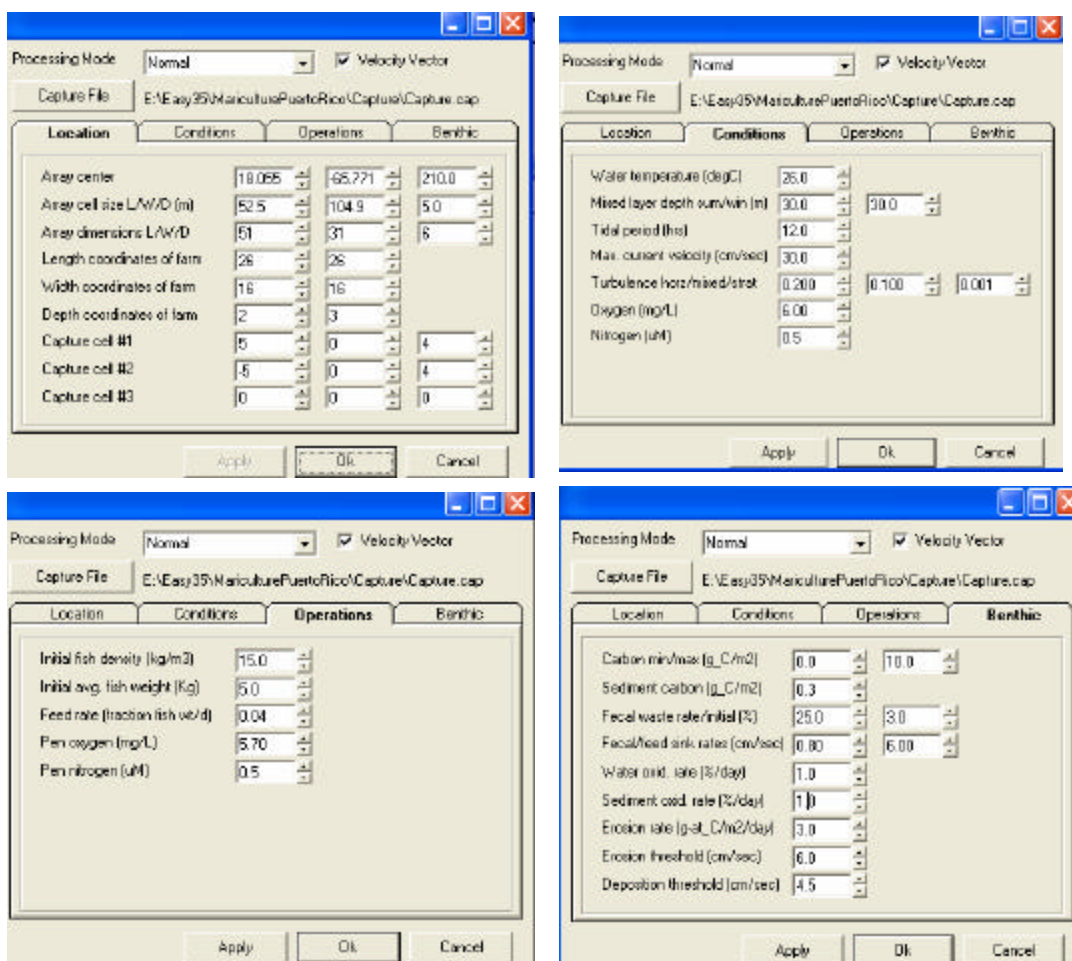 Processing Mode Normal Velocity Vector
Capture File E:\Easy35\MaricuturePuertoRico\Capture\Capture.cap
Location Conditions Operations Benthic
Array center 18.055 -65.771 210.0
Array cell size L/W/D (m) 52.5 104.9 5.0
Array dimensions L/W/D 51 31 6
Length coordinates of farm 26 26
Width coordinates of farm 16 16
Depth coordinates of farm 2 3
Capture cell #1 5 0 4
Capture cell #2 -5 0 4
Capture cell #3 0 0 0
Apply Ok Cancel
Processing Mode Normal Velocity Vector
Capture File E:\Easy35\MaricuturePuertoRico\Capture\Capture.cap
Location Conditions Operations Benthic
Water temperature (degC) 26.0
Mixed layer depth sum/win (m) 30.0 30.0
Tidal period (hrs) 12.0
Max. current velocity (cm/sec) 30.0
Turbulence horz/mixed/strat 0.200 0.100 0.001
Oxygen (mg/L) 6.00
Nitrogen (uM) 0.5
Apply Ok Cancel
Processing Mode Normal Velocity Vector
Capture File E:\Easy35\MaricuturePuertoRico\Capture\Capture.cap
Location Conditions Operations Benthic
Initial fish density (kg/m3) 15.0
Initial avg. fish weight (Kg) 5.0
Feed rate (fraction fish wt/d) 0.04
Pen oxygen (mg/L) 5.70
Pen nitrogen (uM) 0.5
Apply Ok Cancel
Processing Mode Normal Velocity Vector
Capture File E:\Easy35\MaricuturePuertoRico\Capture\Capture.cap
Location Conditions Operations Benthic
Carbon min/max (g_C/m2) 0.0 10.0
Sediment carbon (g_C/m2) 0.3
Fecal waste rate/initial (%) 25.0 3.0
Fecal/feed sink rates (cm/sec) 0.80 6.00
Water oxid. rate (%/day) 1.0
Sediment oxid. rate (%/day) 1.0
Erosion rate (g-at_C/m2/day) 3.0
Erosion threshold (cm/sec) 6.0
Deposition threshold (cm/sec) 4.5
Apply Ok Cancel